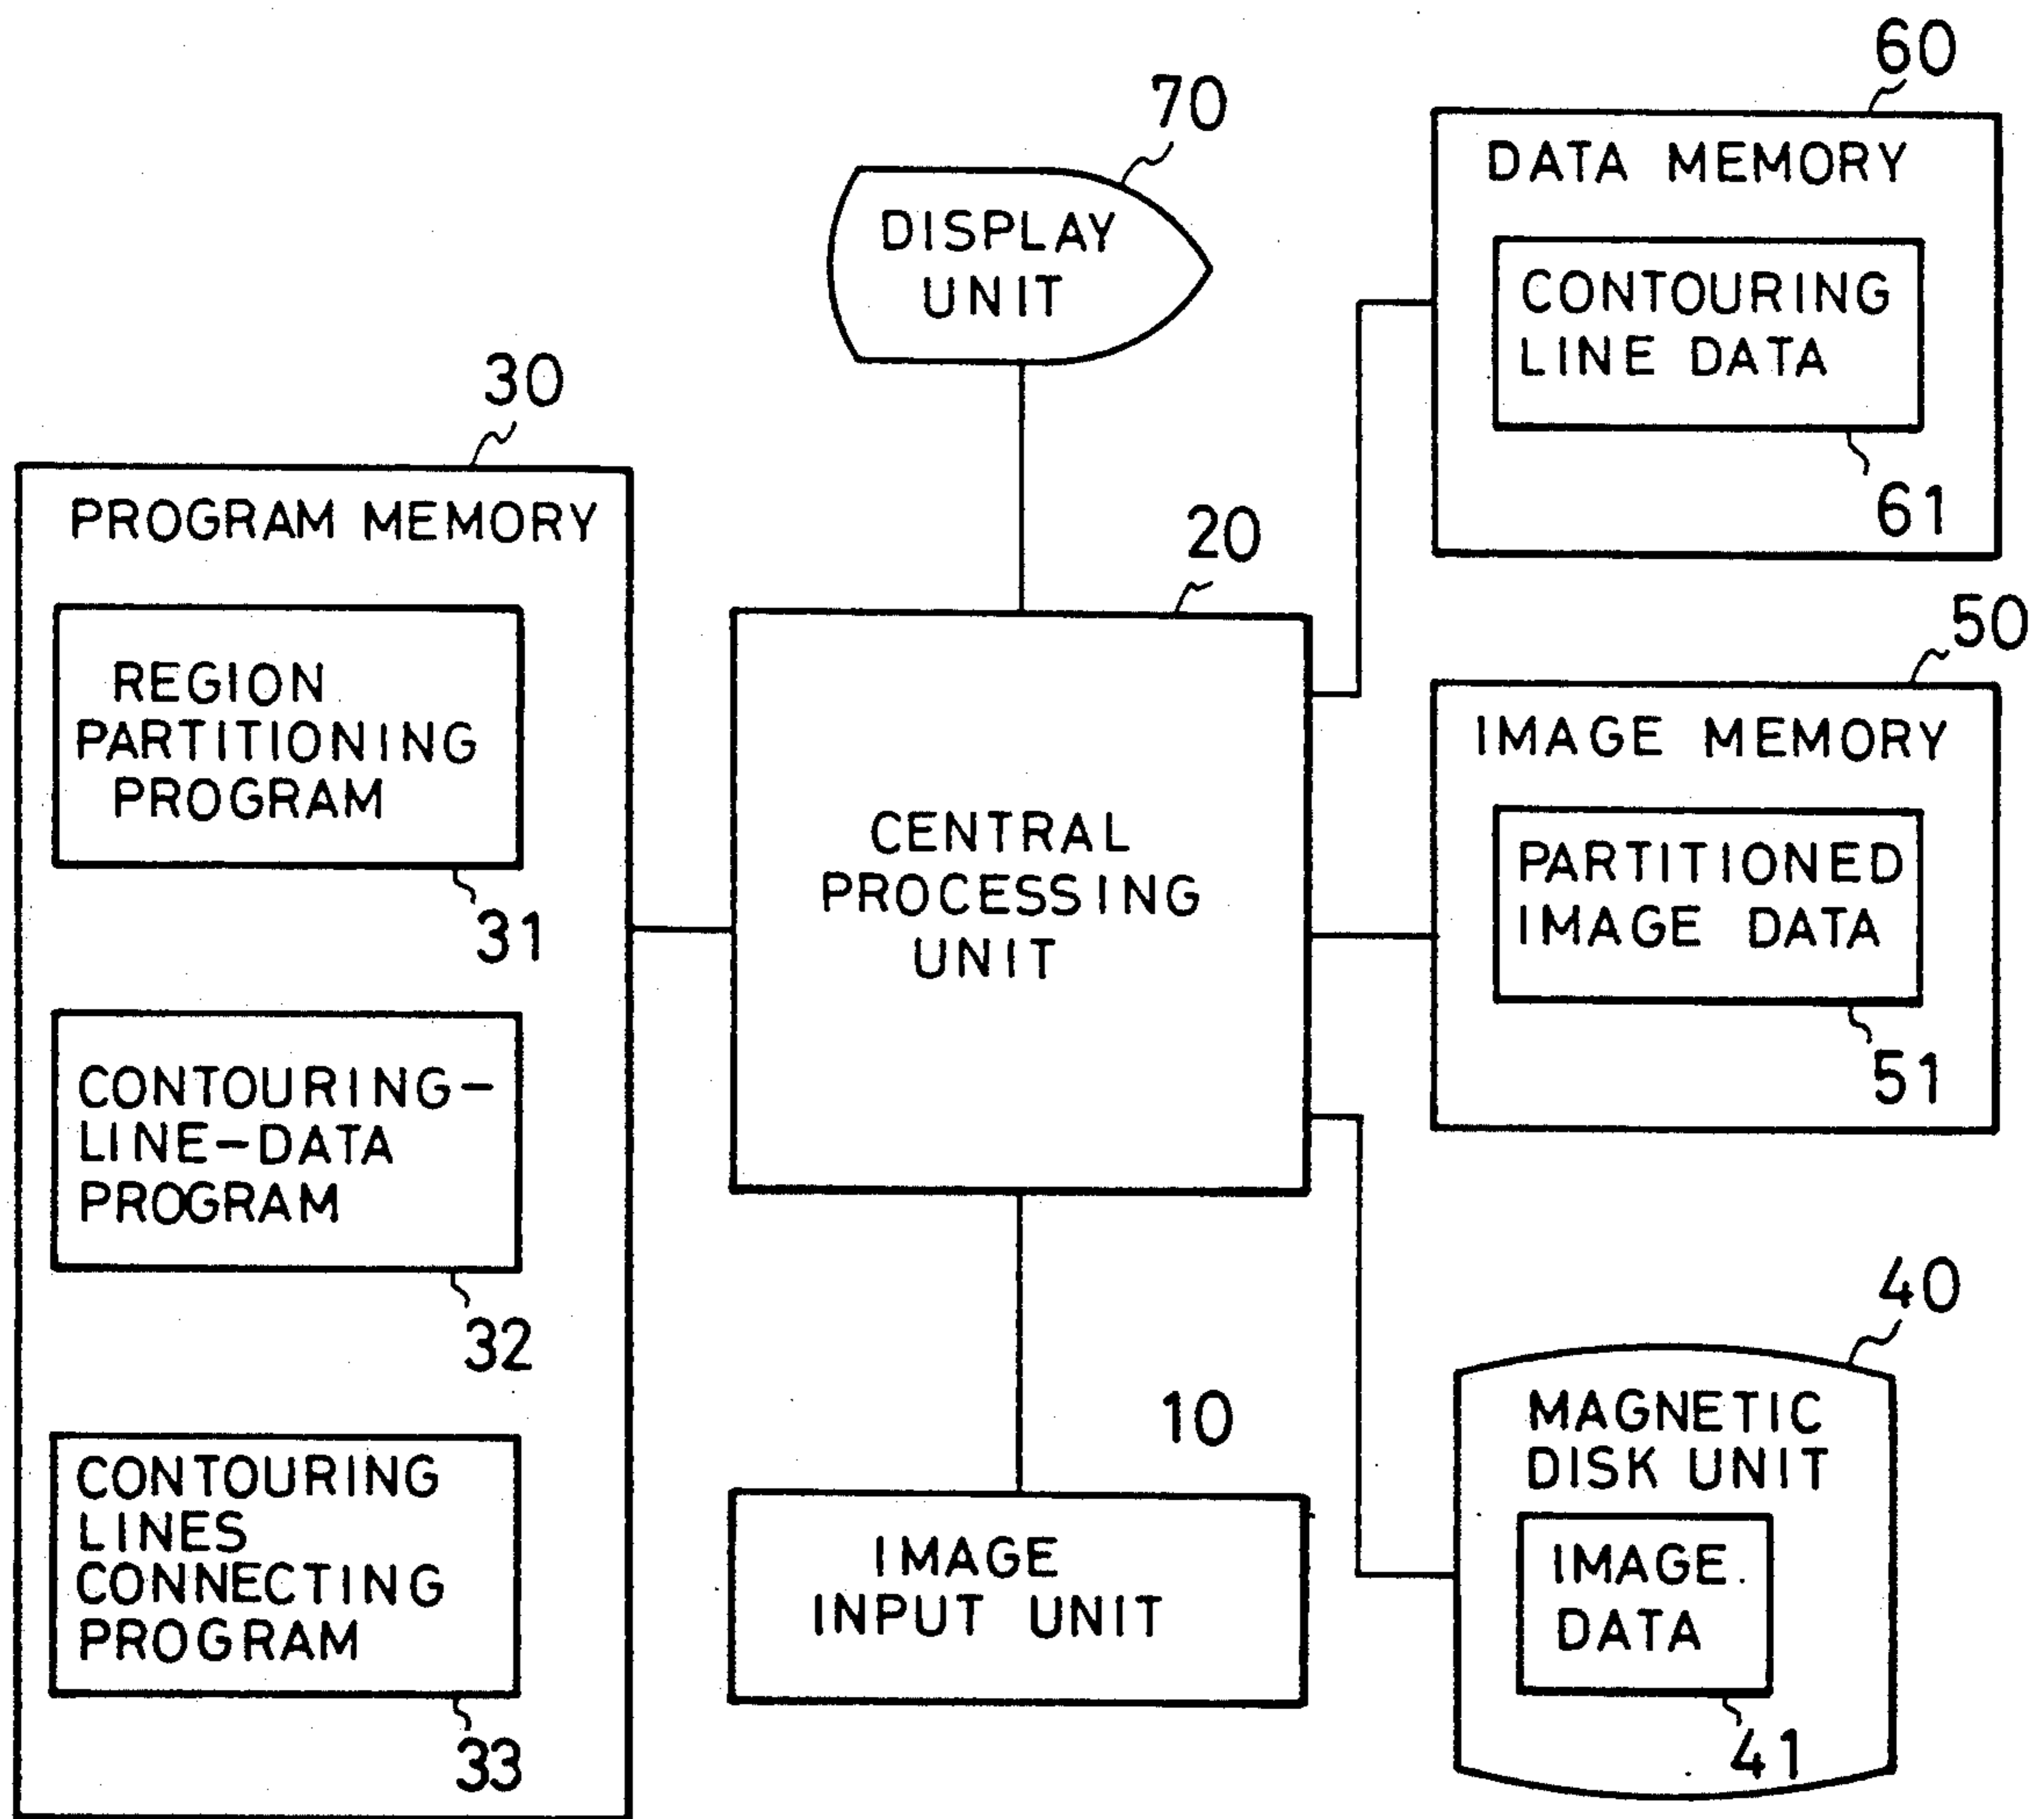 60
70
DATA MEMORY
DISPLAY
UNIT
CONTOURING
LINE DATA
61
30
PROGRAM MEMORY
20
REGION
PARTITIONING
PROGRAM
31
50
IMAGE MEMORY
CENTRAL
PROCESSING
UNIT
PARTITIONED
IMAGE DATA
51
CONTOURING-
LINE-DATA
PROGRAM
32
40
10
MAGNETIC
DISK UNIT
CONTOURING
LINES
CONNECTING
PROGRAM
33
IMAGE
INPUT UNIT
IMAGE
DATA
41